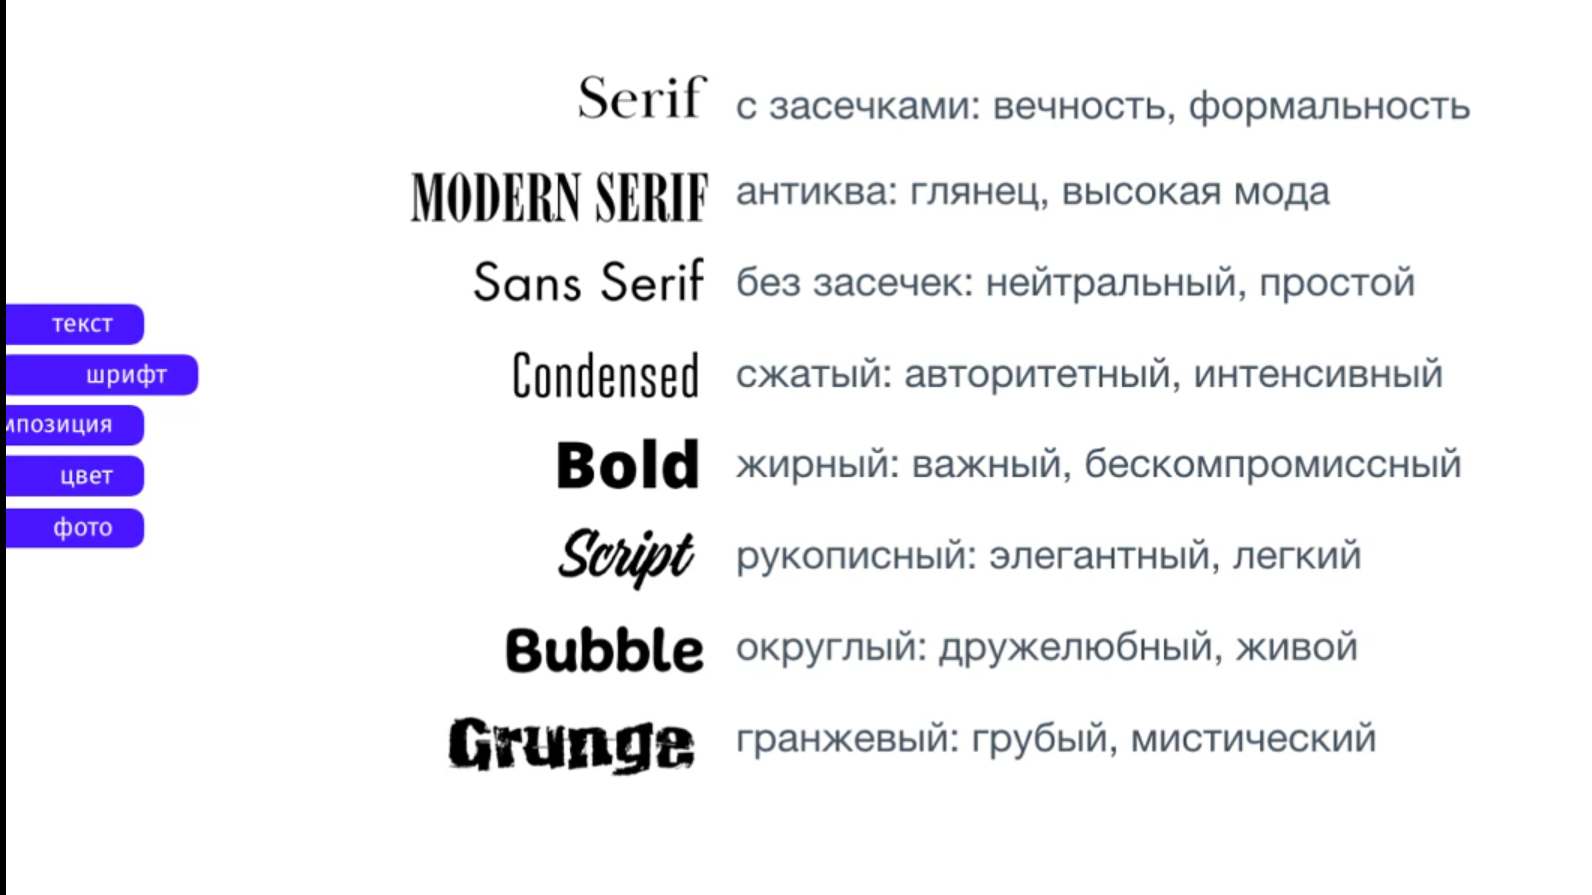 Serif с засечками: вечность, формальность
MODERN SERIF антиква: глянец, высокая мода
Sans Serif без засечек: нейтральный, простой
Condensed сжатый: авторитетный, интенсивный
Bold жирный: важный, бескомпромиссный
Script рукописный: элегантный, легкий
Bubble округлый: дружелюбный, живой
Grunge гранжевый: грубый, мистический
текст
шрифт
мпозиция
цвет
фото